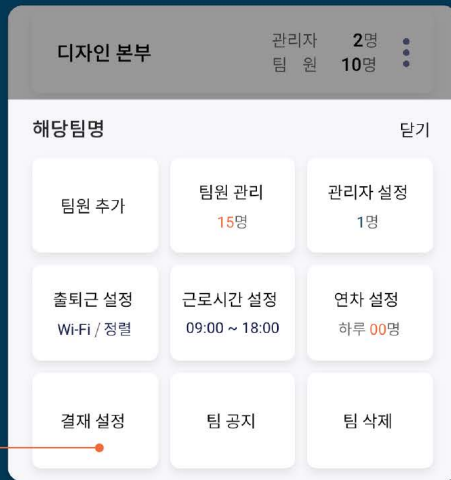 디자인 본부
관리자 2명
팀 원 10명
해당팀명
닫기
팀원 추가
팀원 관리
15명
관리자 설정
1명
출퇴근 설정
Wi-Fi / 정렬
근로시간 설정
09:00 ~ 18:00
연차 설정
하루 00명
결재 설정
팀 공지
팀 삭제